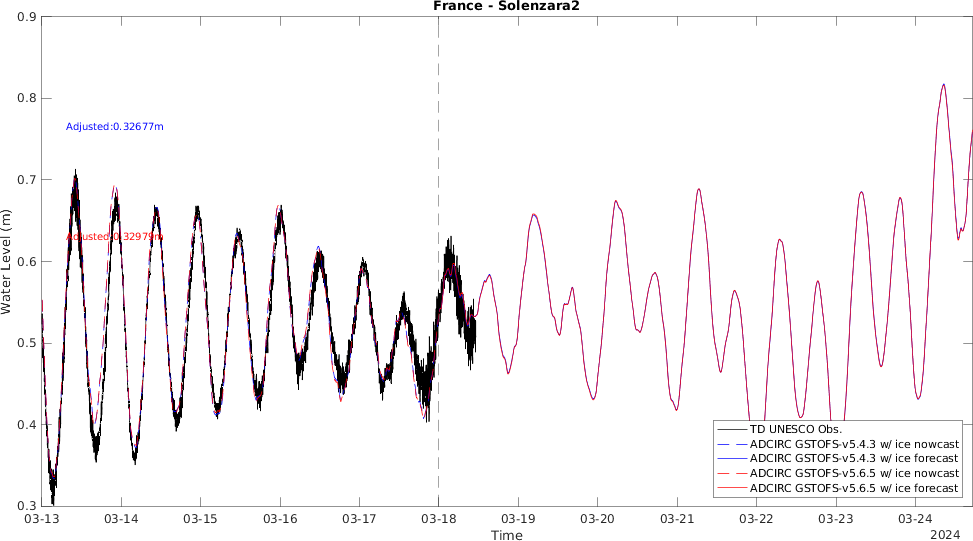 France - Solenzara2
Water Level (m)
0.9
0.8
0.7
0.6
0.5
0.4
0.3
Adjusted:0.32677m
Adjusted:0.32979m
TD UNESCO Obs.
ADCIRC GSTOFS-v5.4.3 w/ ice nowcast
ADCIRC GSTOFS-v5.4.3 w/ ice forecast
ADCIRC GSTOFS-v5.6.5 w/ ice nowcast
ADCIRC GSTOFS-v5.6.5 w/ ice forecast
03-13 03-14 03-15 03-16 03-17 03-18 03-19 03-20 03-21 03-22 03-23 03-24
Time
2024